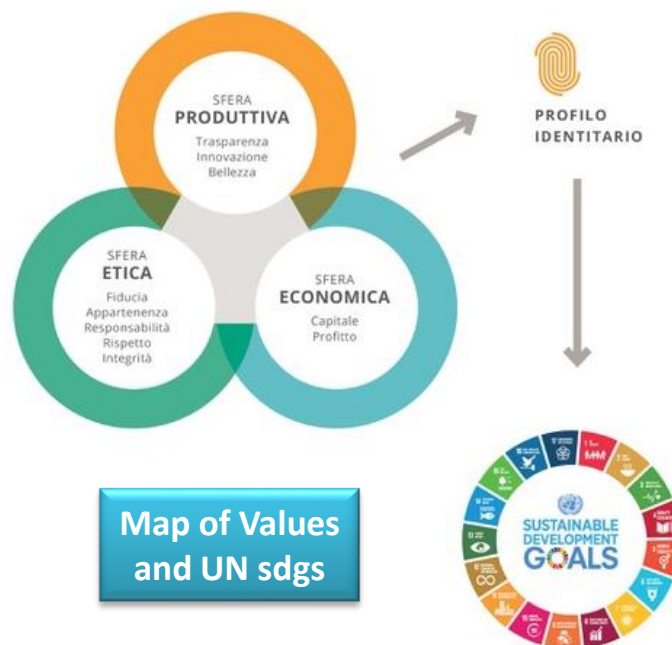 SFERA
PRODUTTIVA
Trasparenza
Innovazione
Bellezza
PROFILO
IDENTITARIO
SFERA
ETICA
Fiducia
Appartenenza
Responsabilità
Rispetto
Integrità
SFERA
ECONOMICA
Capitale
Profitto
Map of Values
and UN sdgs
SUSTAINABLE
DEVELOPMENT
GOALS